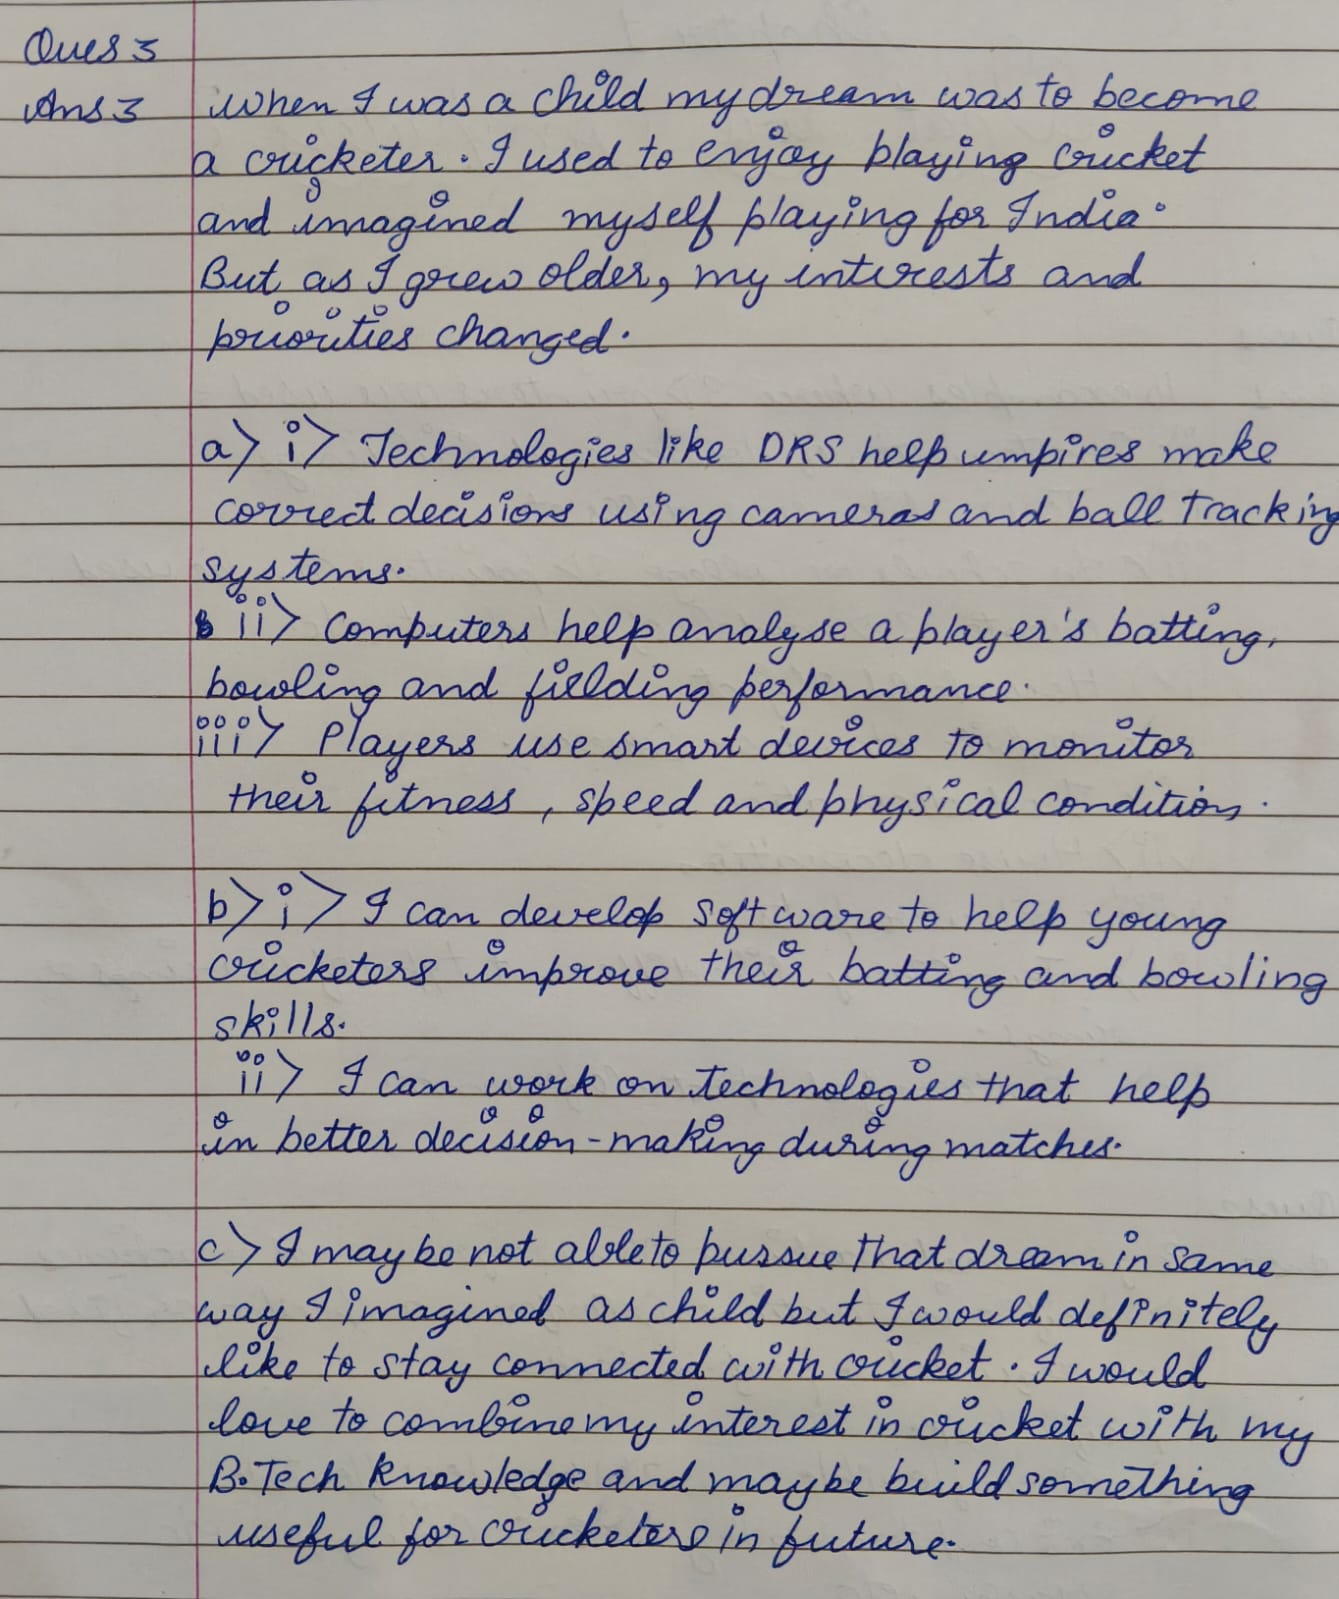 Ques 3
Ans 3 When I was a child my dream was to become
a cricketer. I used to enjoy playing cricket
and imagined myself playing for India.
But as I grew older, my interests and
priorities changed.
a) i) Technologies like DRS help umpires make
correct decisions using cameras and ball tracking
systems.
ii) Computers help analyse a player's batting,
bowling and fielding performance.
iii) Players use smart devices to monitor
their fitness, speed and physical condition.
b) i) I can develop software to help young
cricketers improve their batting and bowling
skills.
ii) I can work on technologies that help
in better decision-making during matches.
c) I may be not able to pursue that dream in same
way I imagined as child but I would definitely
like to stay connected with cricket. I would
love to combine my interest in cricket with my
B.Tech knowledge and maybe build something
useful for cricketers in future.